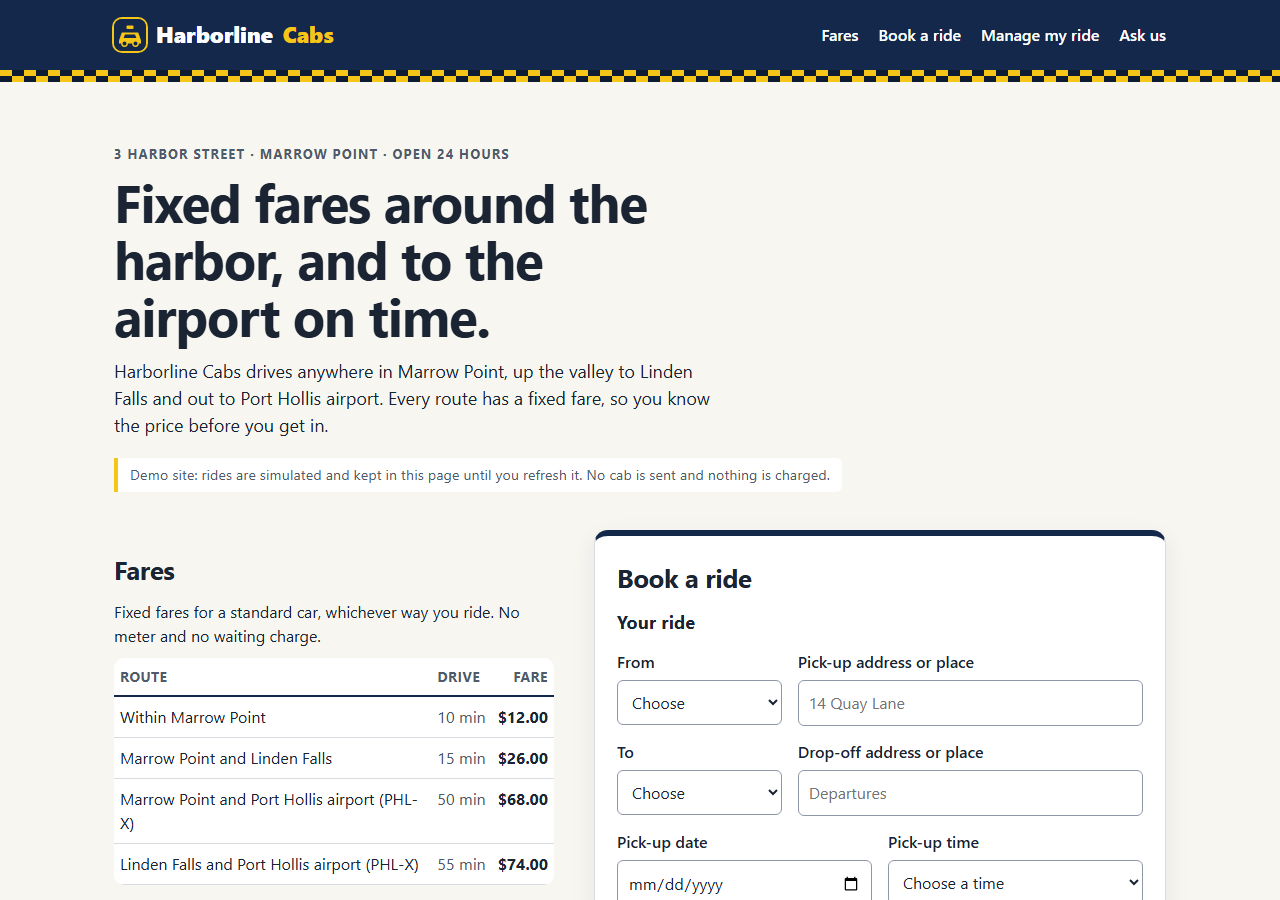 Harborline Cabs
Fares Book a ride Manage my ride Ask us
3 HARBOR STREET · MARROW POINT · OPEN 24 HOURS
Fixed fares around the
harbor, and to the
airport on time.
Harborline Cabs drives anywhere in Marrow Point, up the valley to Linden
Falls and out to Port Hollis airport. Every route has a fixed fare, so you know
the price before you get in.
Demo site: rides are simulated and kept in this page until you refresh it. No cab is sent and nothing is charged.
Fares
Fixed fares for a standard car, whichever way you ride. No
meter and no waiting charge.
ROUTE DRIVE FARE
Within Marrow Point 10 min $12.00
Marrow Point and Linden Falls 15 min $26.00
Marrow Point and Port Hollis airport (PHL- 50 min $68.00
X)
Linden Falls and Port Hollis airport (PHL-X) 55 min $74.00
Book a ride
Your ride
From Pick-up address or place
Choose 14 Quay Lane
To Drop-off address or place
Choose Departures
Pick-up date Pick-up time
mm/dd/yyyy Choose a time